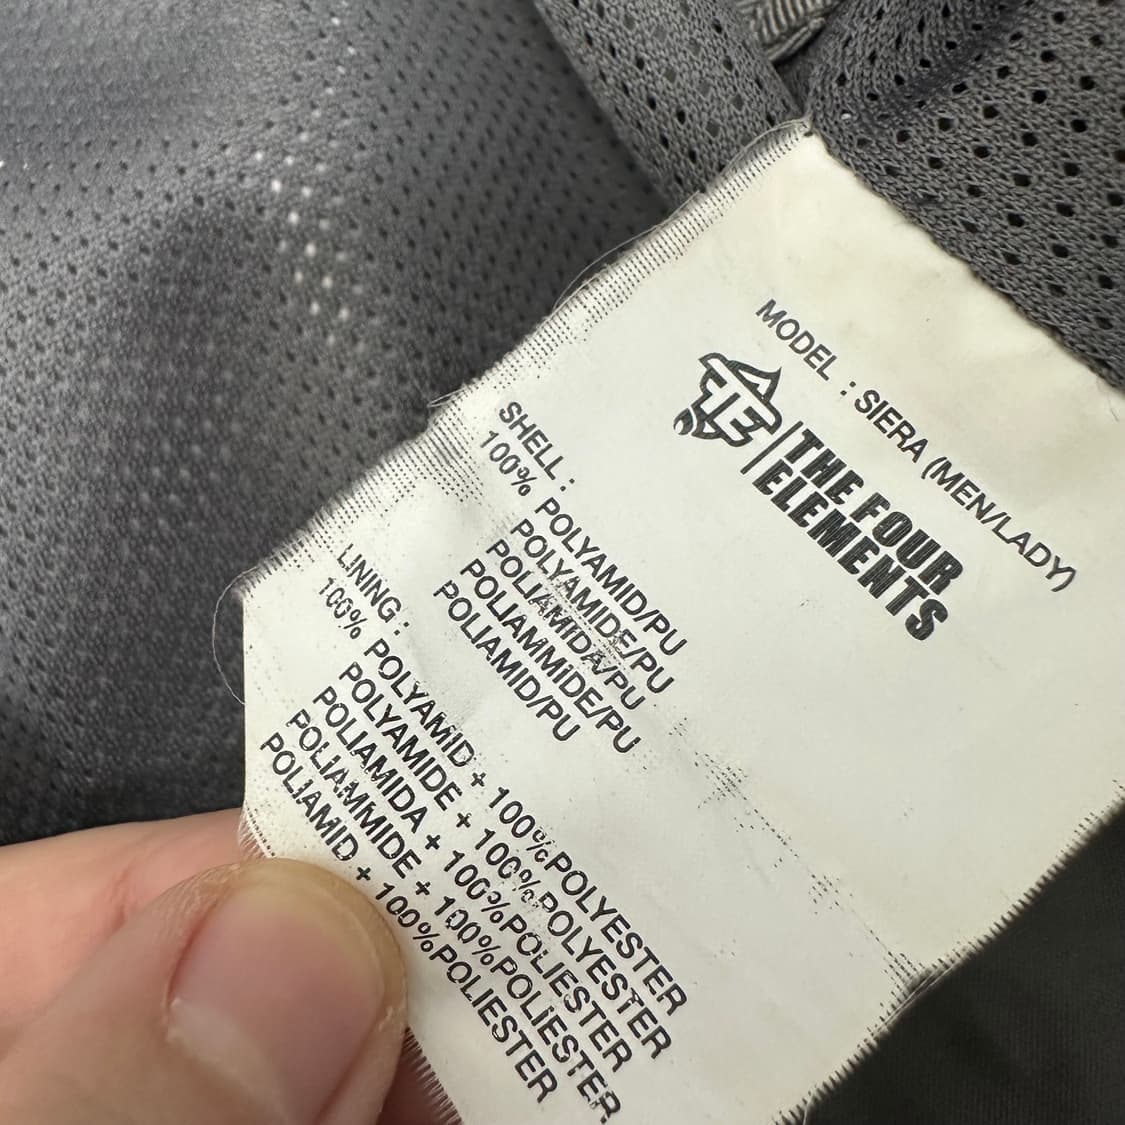 MODEL : SIERA (MEN/LADY)
THE FOUR
ELEMENTS
SHELL :
100% POLYAMID/PU
POLYAMIDE/PU
POLIAMIDA/PU
POLIAMMIDE/PU
POLIAMID/PU
LINING :
100% POLYAMID + 100%POLYESTER
POLYAMIDE + 100%POLYESTER
POLIAMIDA + 100%POLIESTER
POLIAMMIDE + 100%POLIESTER
POLIAMID + 100%POLIESTER